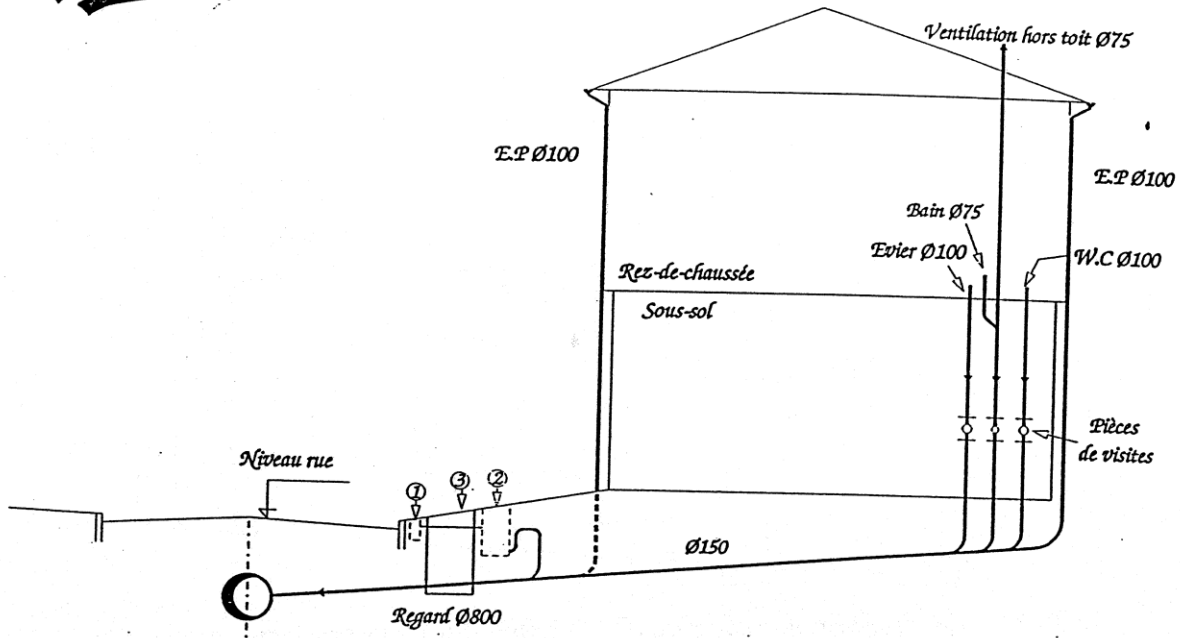 Ventilation hors toit Ø75
E.P Ø100
E.P Ø100
Bain Ø75
Evier Ø100
W.C Ø100
Rez-de-chaussée
Sous-sol
Pièces
de visites
Niveau rue
①
③
②
Ø150
Regard Ø800